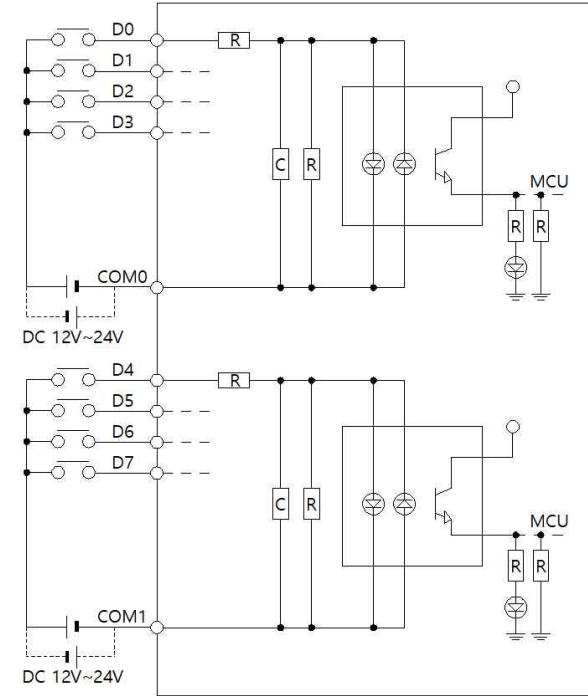 D0
R
D1
D2
D3
C R
MCU
R R
COM0
DC 12V~24V
D4
R
D5
D6
D7
C R
MCU
R R
COM1
DC 12V~24V